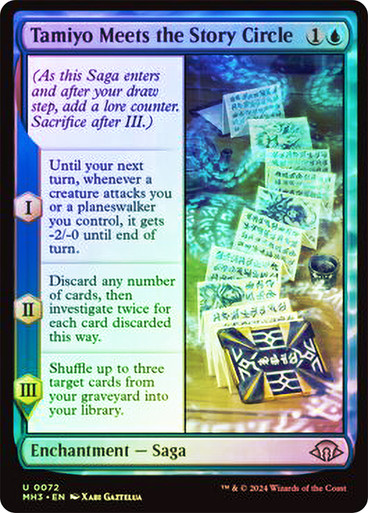 Tamiyo Meets the Story Circle 1
(As this Saga enters
and after your draw
step, add a lore counter.
Sacrifice after III.)
I
Until your next
turn, whenever a
creature attacks you
or a planeswalker
you control, it gets
-2/-0 until end of
turn.
II
Discard any number
of cards, then
investigate twice for
each card discarded
this way.
III
Shuffle up to three
target cards from
your graveyard into
your library.
Enchantment — Saga
U 0072
MH3 • EN Xabi Gaztelua
™ & © 2024 Wizards of the Coast